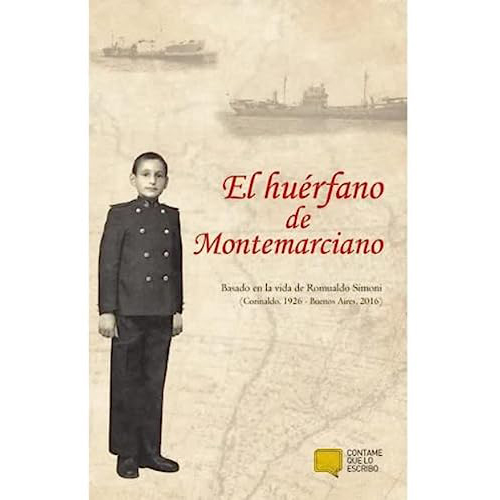 El huérfano
de
Montemarciano
Basado en la vida de Romualdo Simoni
(Corinaldo, 1926 - Buenos Aires, 2016)
CONTAME
QUE LO
ESCRIBO